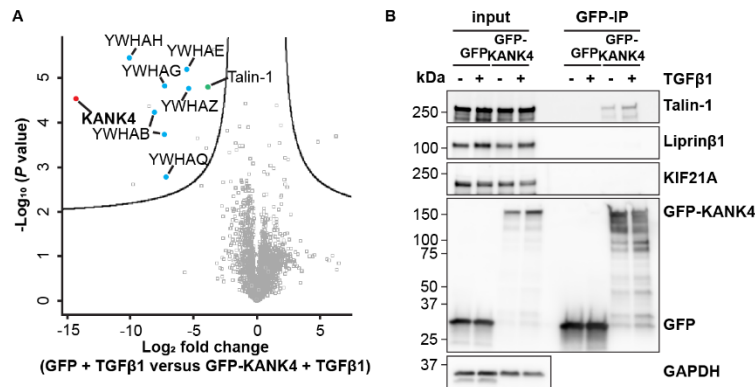 A
YWHAH
YWHAE
YWHAG
Talin-1
KANK4
YWHAZ
YWHAB
YWHAQ
-Log₁₀ (P value)
5
4
3
2
1
0
-15 -10 -5 0 5
Log₂ fold change
(GFP + TGFβ1 versus GFP-KANK4 + TGFβ1)
B
input GFP-IP
GFP GFP-KANK4 GFP GFP-KANK4
kDa - + - + - + - + TGFβ1
250 Talin-1
100 Liprinβ1
250 KIF21A
150 GFP-KANK4
100
75
50
37
25 GFP
37 GAPDH